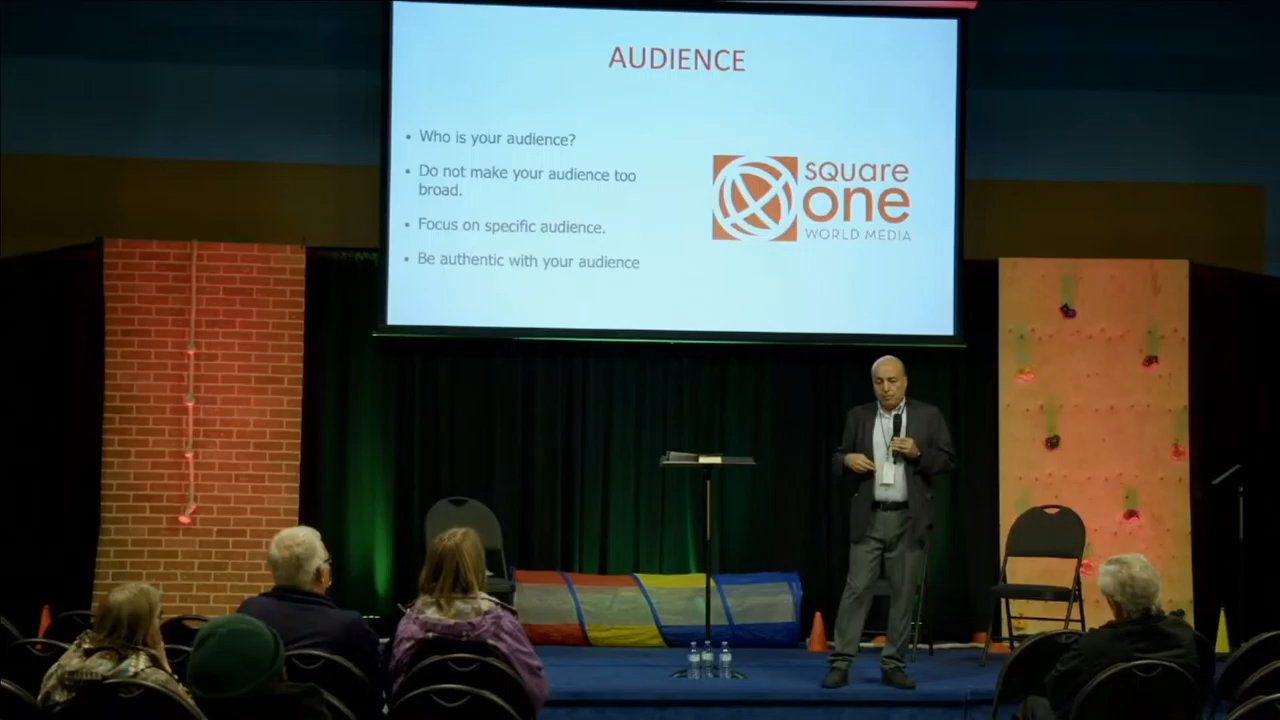 AUDIENCE
• Who is your audience?
• Do not make your audience too
broad.
• Focus on specific audience.
• Be authentic with your audience
square
one
WORLD MEDIA